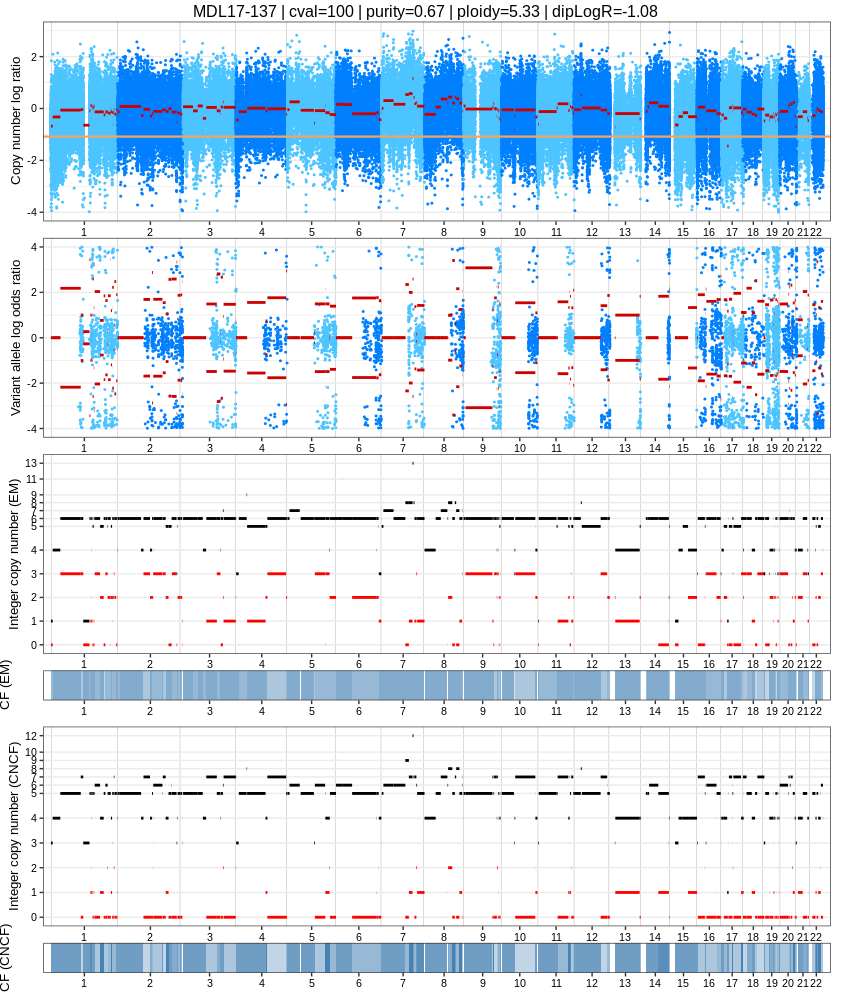 MDL17-137 | cval=100 | purity=0.67 | ploidy=5.33 | dipLogR=-1.08
Copy number log ratio
2
0
-2
-4
1 2 3 4 5 6 7 8 9 10 11 12 13 14 15 16 17 18 19 20 21 22
Variant allele log odds ratio
4
2
0
-2
-4
1 2 3 4 5 6 7 8 9 10 11 12 13 14 15 16 17 18 19 20 21 22
Integer copy number (EM)
13
11
9
8
7
6
5
4
3
2
1
0
1 2 3 4 5 6 7 8 9 10 11 12 13 14 15 16 17 18 19 20 21 22
CF (EM)
1 2 3 4 5 6 7 8 9 10 11 12 13 14 15 16 17 18 19 20 21 22
Integer copy number (CNCF)
12
10
9
8
7
6
5
4
3
2
1
0
1 2 3 4 5 6 7 8 9 10 11 12 13 14 15 16 17 18 19 20 21 22
CF (CNCF)
1 2 3 4 5 6 7 8 9 10 11 12 13 14 15 16 17 18 19 20 21 22